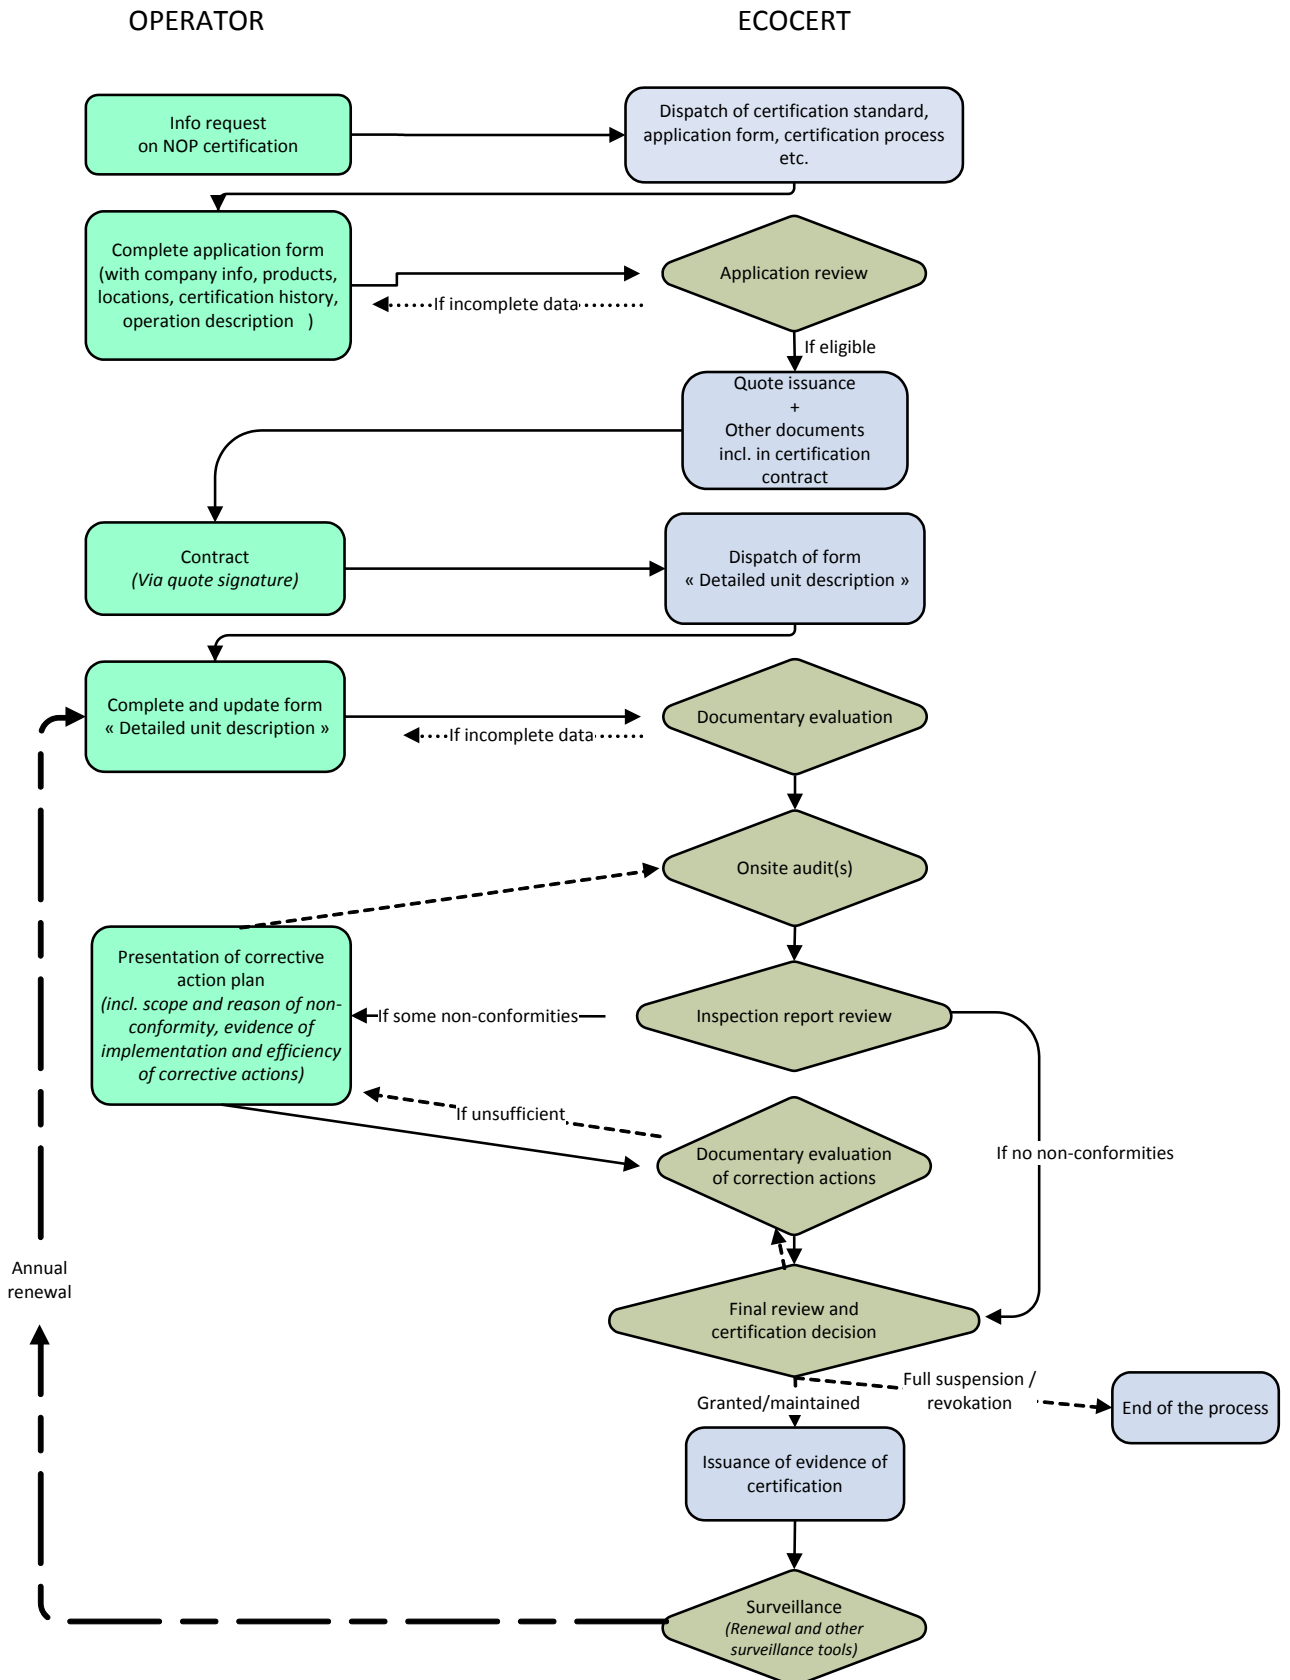 OPERATOR
ECOCERT
Info request
on NOP certification
Dispatch of certification standard,
application form, certification process
etc.
Complete application form
(with company info, products,
locations, certification history,
operation description )
Application review
If incomplete data
If eligible
Quote issuance
+
Other documents
incl. in certification
contract
Contract
(Via quote signature)
Dispatch of form
« Detailed unit description »
Complete and update form
« Detailed unit description »
Documentary evaluation
If incomplete data
Onsite audit(s)
Presentation of corrective
action plan
(incl. scope and reason of non-
conformity, evidence of
implementation and efficiency
of corrective actions)
If some non-conformities
Inspection report review
If unsufficient
Documentary evaluation
of correction actions
If no non-conformities
Annual
renewal
Final review and
certification decision
Full suspension /
revokation
Granted/maintained
End of the process
Issuance of evidence of
certification
Surveillance
(Renewal and other
surveillance tools)